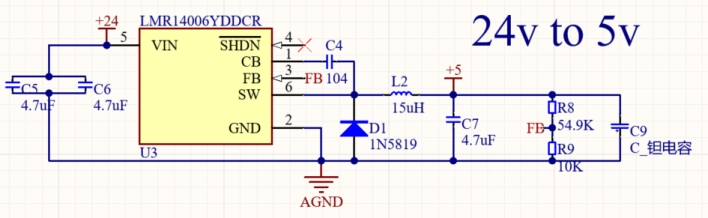 24v to 5v
LMR14006YDDCR
+24
5
VIN
SHDN
4
CB
1
FB
3
FB
SW
6
GND
2
U3
C4
104
C5
4.7uF
C6
4.7uF
L2
15uH
+5
D1
1N5819
C7
4.7uF
R8
54.9K
FB
R9
10K
C9
C_钽电容
AGND